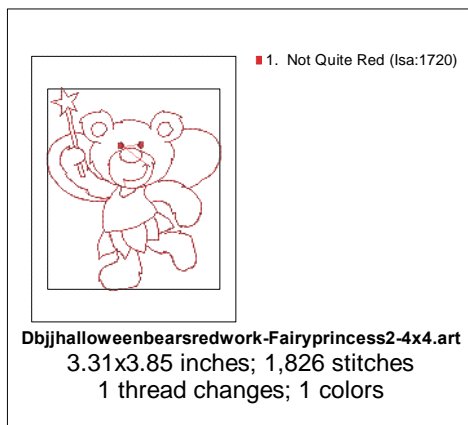 1. Not Quite Red (Isa:1720)
Dbjjhalloweenbearsredwork-Fairyprincess2-4x4.art
3.31x3.85 inches; 1,826 stitches
1 thread changes; 1 colors